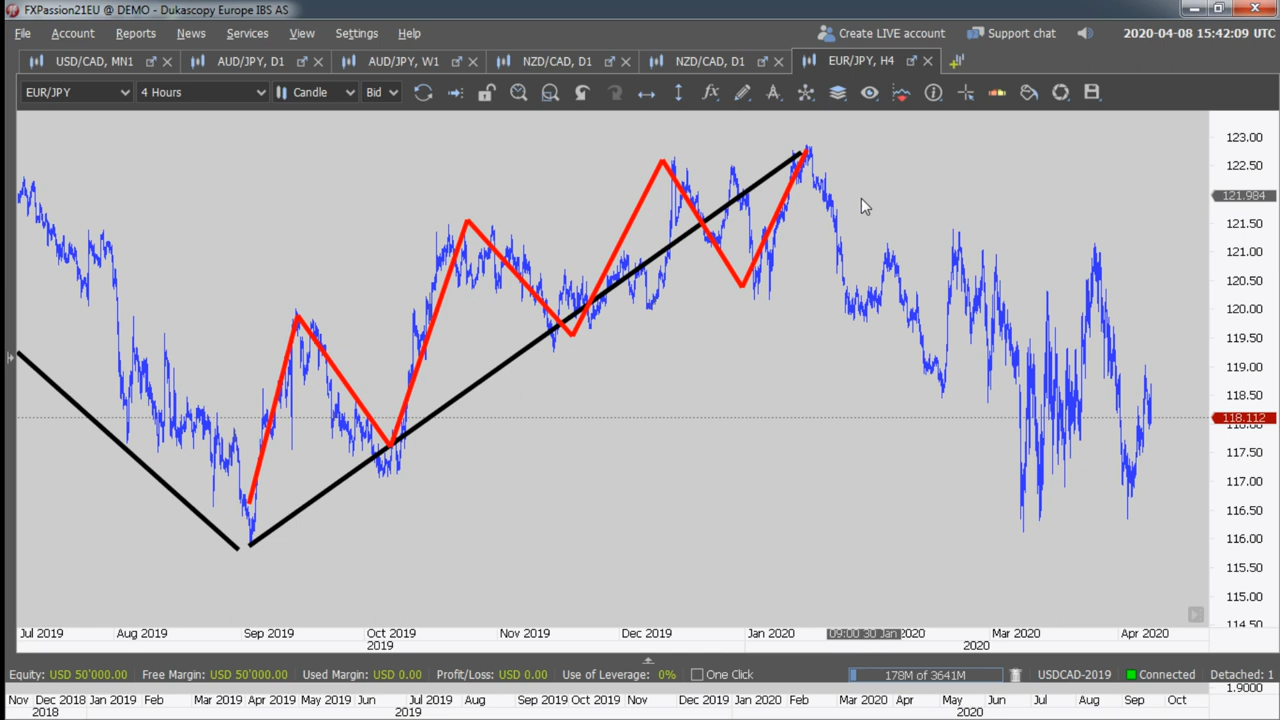 FXPassion21EU @ DEMO - Dukascopy Europe IBS AS
File Account Reports News Services View Settings Help Create LIVE account Support chat 2020-04-08 15:42:09 UTC
USD/CAD, MN1 AUD/JPY, D1 AUD/JPY, W1 NZD/CAD, D1 NZD/CAD, D1 EUR/JPY, H4
EUR/JPY 4 Hours Candle Bid
123.00
122.50
121.984
121.50
121.00
120.50
120.00
119.50
119.00
118.50
118.112
117.50
117.00
116.50
116.00
115.50
115.00
114.50
Jul 2019 Aug 2019 Sep 2019 Oct 2019 Nov 2019 Dec 2019 Jan 2020 09:00 30 Jan 2020 Mar 2020 Apr 2020
2019 2020
Equity: USD 50'000.00 Free Margin: USD 50'000.00 Used Margin: USD 0.00 Profit/Loss: USD 0.00 Use of Leverage: 0% One Click 178M of 3641M USDCAD-2019 Connected Detached: 1
1.9000
Nov Dec 2018 Jan 2019 Feb Mar 2019 Apr 2019 May 2019 Jun Jul 2019 Aug Sep 2019 Oct 2019 Nov Dec 2019 Jan 2020 Feb Mar 2020 Apr May Jun Jul Aug Sep Oct
2018 2019 2020